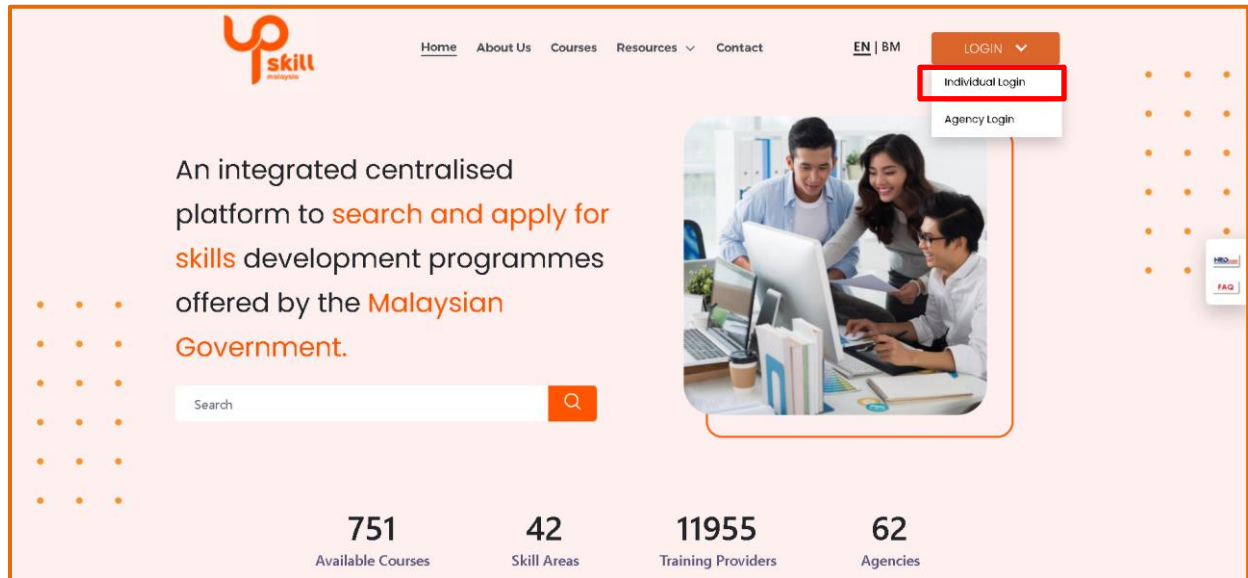 UP
skill
malaysia
Home About Us Courses Resources Contact EN | BM LOGIN
Individual Login
Agency Login
An integrated centralised
platform to search and apply for
skills development programmes
offered by the Malaysian
Government.
HRD
FAQ
Search
751 42 11955 62
Available Courses Skill Areas Training Providers Agencies